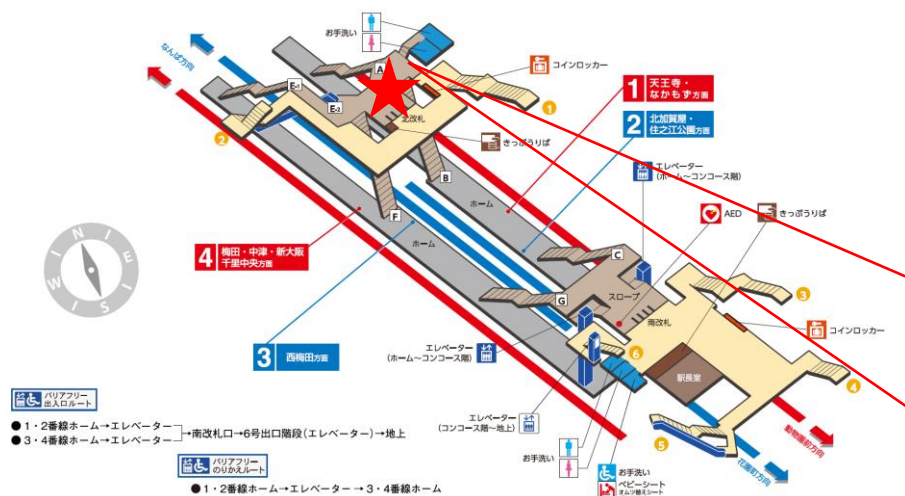 お手洗い
なんば方向
A
コインロッカー
1
天王寺・
なかもず方面
E-1
E-2
1
北改札
2
北加賀屋・
住之江公園方面
2
きっぷうりば
エレベーター
(ホーム～コンコース階)
B
ホーム
AED
きっぷうりば
F
4
梅田・中津・新大阪
千里中央方面
ホーム
C
N
E
S
W
G
スロープ
3
南改札
コインロッカー
3
西梅田方面
エレベーター
(ホーム～コンコース階)
6
駅長室
4
バリアフリー
出入口ルート
●1・2番線ホーム→エレベーター
●3・4番線ホーム→エレベーター
→南改札口→6号出口階段(エレベーター)→地上
エレベーター
(コンコース階～地上)
5
動物園前方向
花園町方向
バリアフリー
のりかえルート
お手洗い
お手洗い
ベビーシート
オムツ替えシート
●1・2番線ホーム→エレベーター→3・4番線ホーム